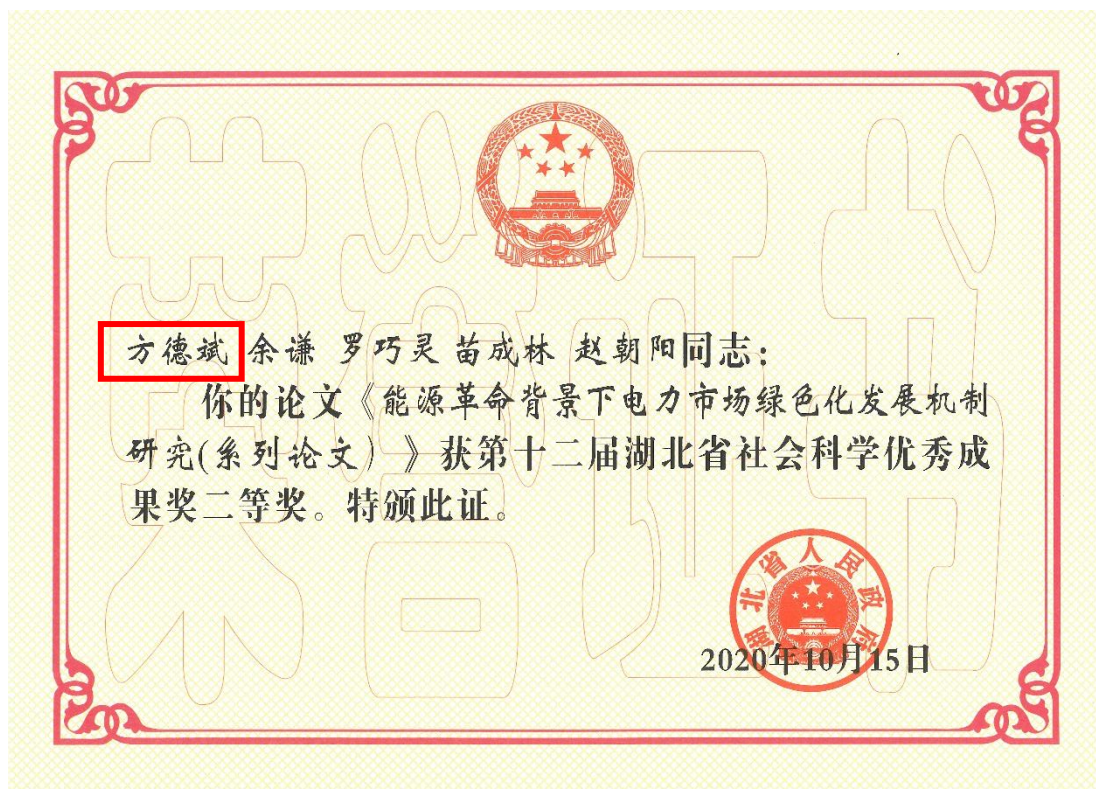 荣誉证书
方德斌 余谦 罗巧灵 苗成林 赵朝阳同志：
你的论文《能源革命背景下电力市场绿色化发展机制
研究(系列论文）》获第十二届湖北省社会科学优秀成
果奖二等奖。特颁此证。
湖北省人民政府
2020年10月15日